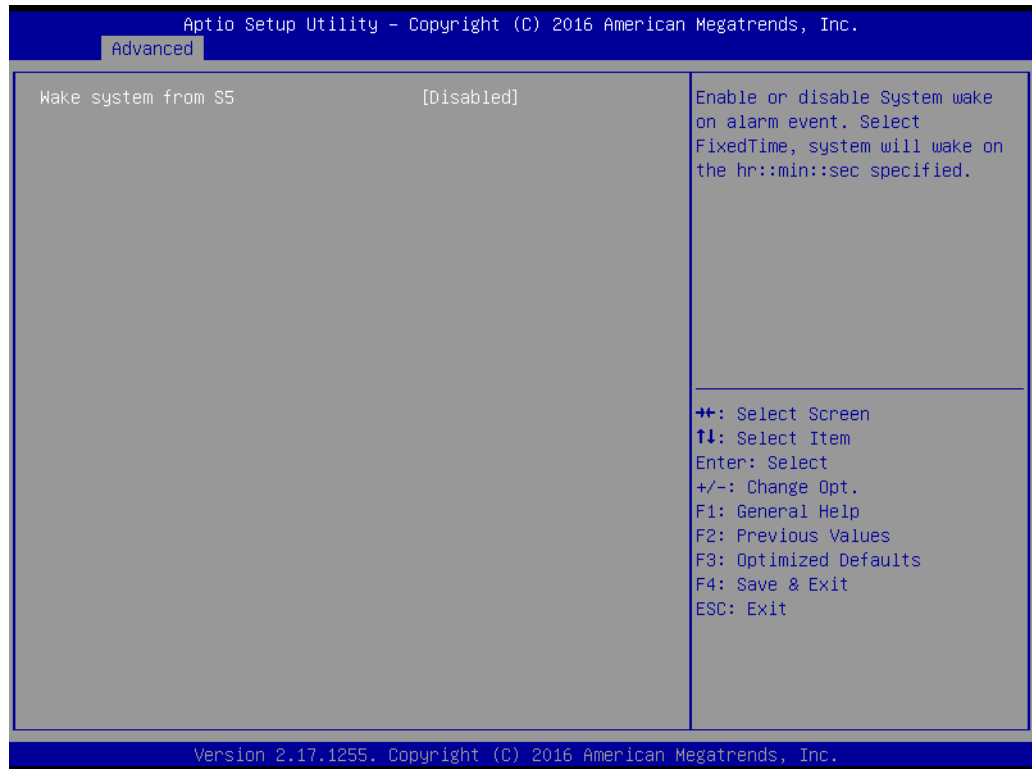 Aptio Setup Utility – Copyright (C) 2016 American Megatrends, Inc.
Advanced
Wake system from S5 [Disabled]
Enable or disable System wake
on alarm event. Select
FixedTime, system will wake on
the hr::min::sec specified.
→←: Select Screen
↑↓: Select Item
Enter: Select
+/-: Change Opt.
F1: General Help
F2: Previous Values
F3: Optimized Defaults
F4: Save & Exit
ESC: Exit
Version 2.17.1255. Copyright (C) 2016 American Megatrends, Inc.